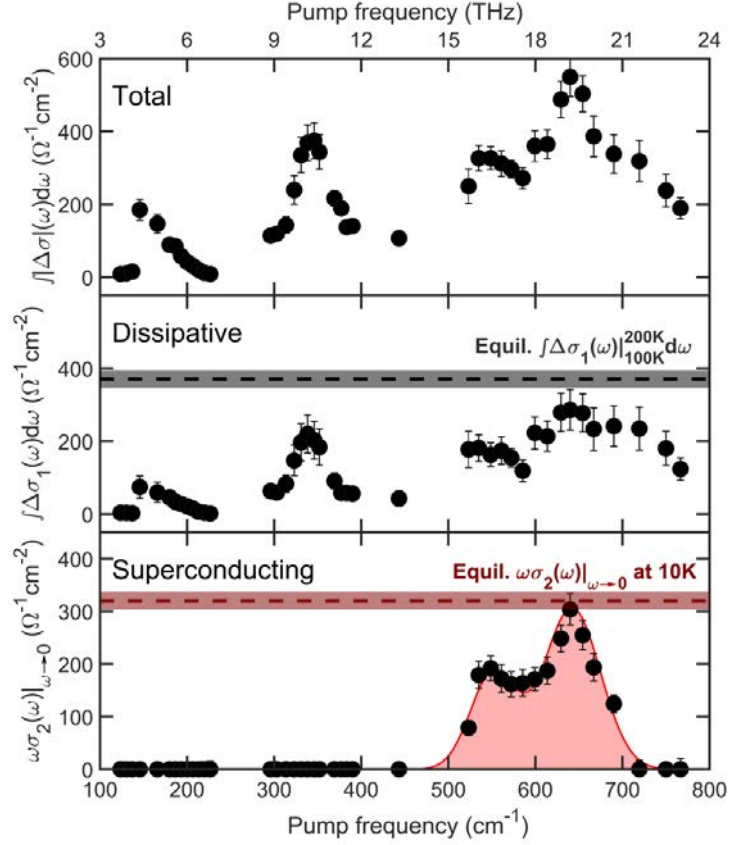 Pump frequency (THz)
3 6 9 12 15 18 21 24
600
400
200
0
∫|Δσ|(ω)dω (Ω⁻¹cm⁻²)
Total
400
200
0
∫Δσ₁(ω)dω (Ω⁻¹cm⁻²)
Dissipative
Equil. ∫Δσ₁(ω)|²⁰⁰ᴷ₁₀₀ᴋdω
400
300
200
100
0
ωσ₂(ω)|ω→0 (Ω⁻¹cm⁻²)
Superconducting
Equil. ωσ₂(ω)|ω→0 at 10K
100 200 300 400 500 600 700 800
Pump frequency (cm⁻¹)